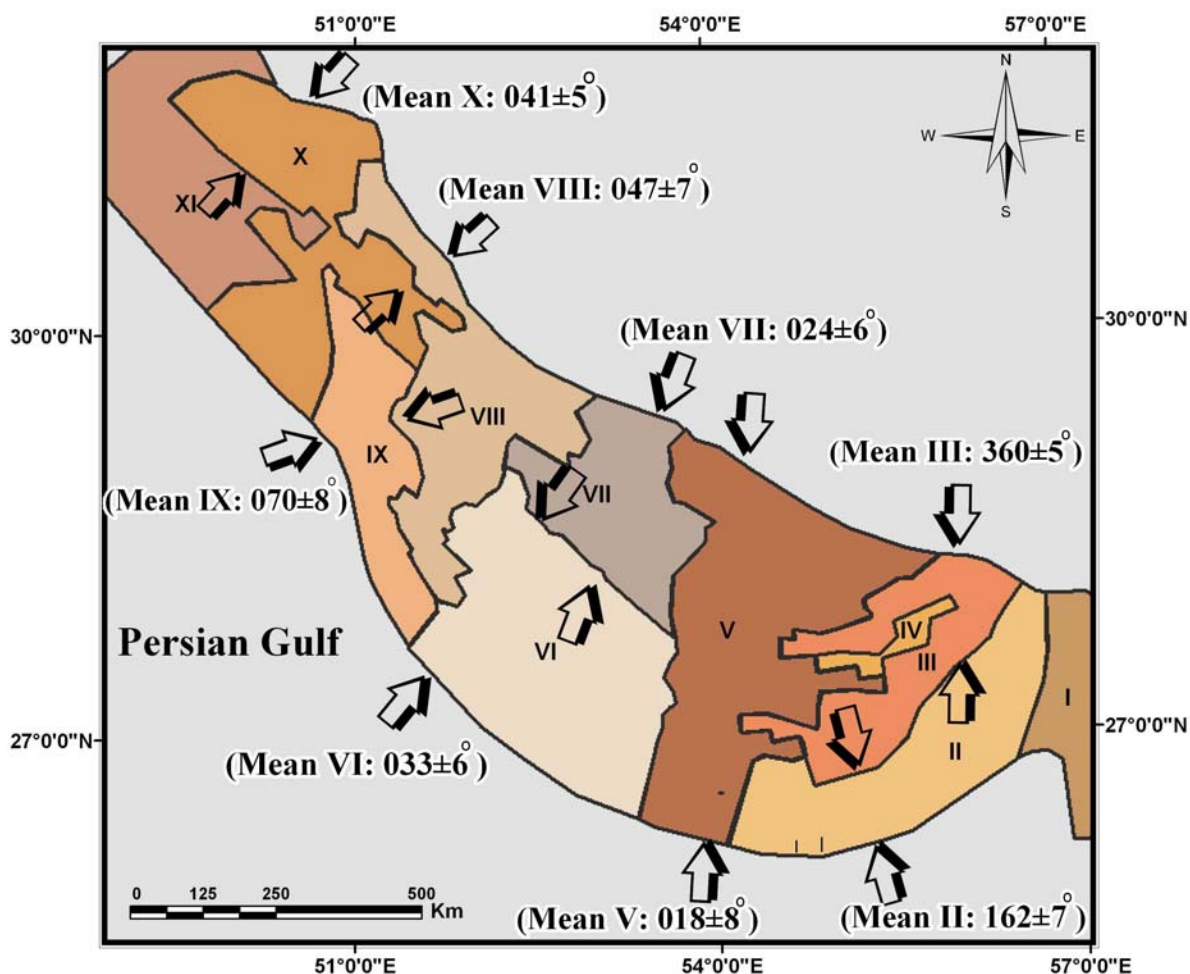 51°0'0"E 54°0'0"E 57°0'0"E
N
W E
S
(Mean X: 041±5°)
X
(Mean VIII: 047±7°)
XI
30°0'0"N 30°0'0"N
(Mean VII: 024±6°)
VIII
IX
(Mean III: 360±5°)
VII
(Mean IX: 070±8°)
Persian Gulf
VI
V
IV
III
I
27°0'0"N 27°0'0"N
II
(Mean VI: 033±6°)
0 125 250 500
Km
(Mean V: 018±8°)
(Mean II: 162±7°)
51°0'0"E 54°0'0"E 57°0'0"E